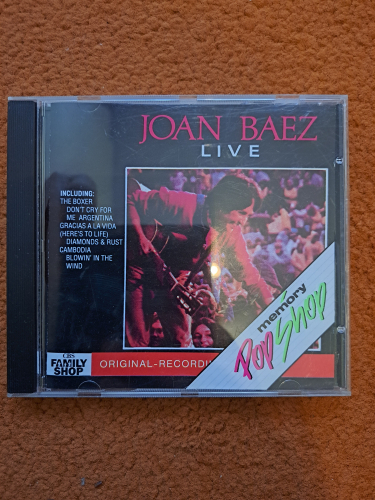 JOAN BAEZ
LIVE
INCLUDING:
THE BOXER
DON'T CRY FOR
ME ARGENTINA
GRACIAS A LA VIDA
(HERE'S TO LIFE)
DIAMONDS & RUST
CAMBODIA
BLOWIN' IN THE
WIND
memory
Pop Shop
CBS
FAMILY
SHOP
ORIGINAL-RECORDI